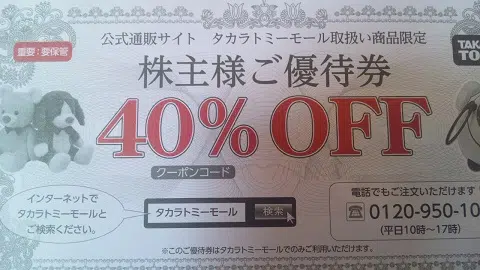 公式通販サイト タカラトミーモール取扱い商品限定
重要:要保管
TAKA
TO
株主様ご優待券
40%OFF
クーポンコード
インターネットで
タカラトミーモールと
ご検索ください。
タカラトミーモール 検索
電話でもご注文いただけます
0120-950-10
(平日10時〜17時)
※このご優待券はタカラトミーモールでのみご利用いただけます。